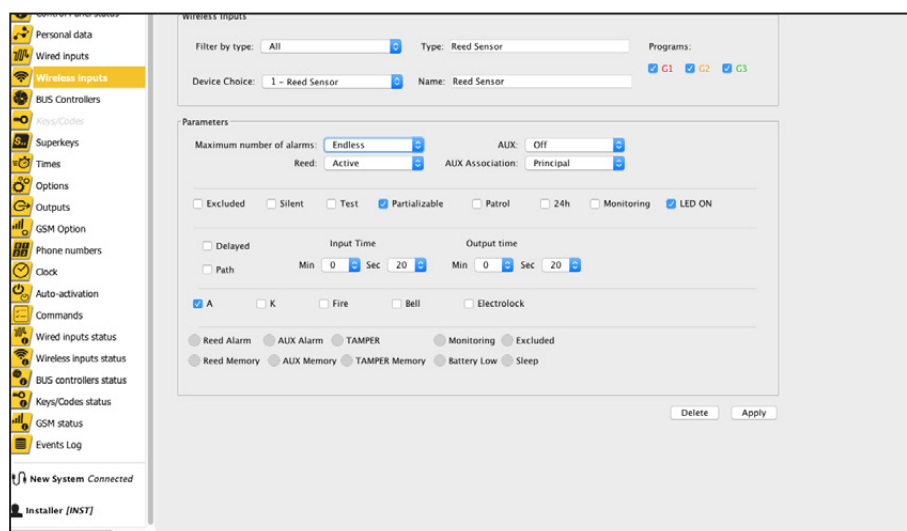 Control Panel status
Personal data
Wired inputs
Wireless inputs
BUS Controllers
Keys/Codes
Superkeys
Times
Options
Outputs
GSM Option
Phone numbers
Clock
Auto-activation
Commands
Wired inputs status
Wireless inputs status
BUS controllers status
Keys/Codes status
GSM status
Events Log
New System Connected
Installer [INST]
Wireless Inputs
Filter by type: All Type: Reed Sensor Programs:
G1 G2 G3
Device Choice: 1 - Reed Sensor Name: Reed Sensor
Parameters
Maximum number of alarms: Endless AUX: Off
Reed: Active AUX Association: Principal
Excluded Silent Test Partializable Patrol 24h Monitoring LED ON
Delayed Input Time Output time
Min 0 Sec 20 Min 0 Sec 20
Path
A K Fire Bell Electrolock
Reed Alarm AUX Alarm TAMPER Monitoring Excluded
Reed Memory AUX Memory TAMPER Memory Battery Low Sleep
Delete Apply